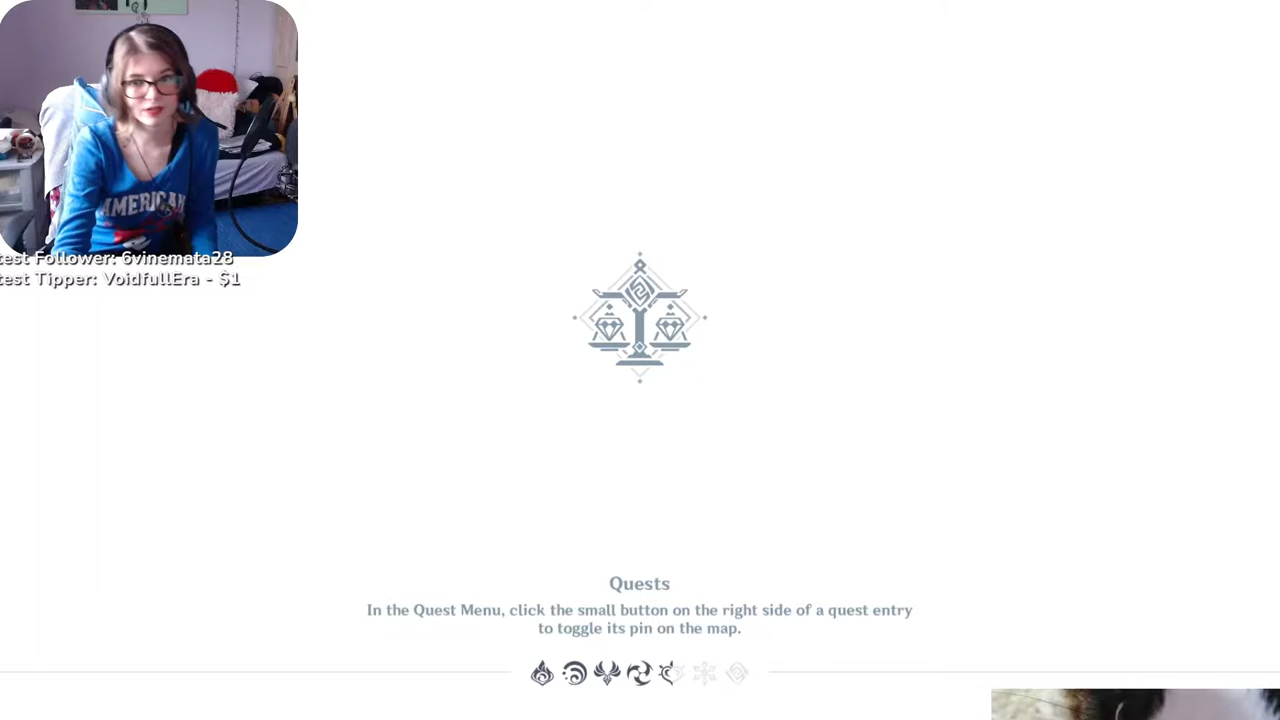 AMERICAN
test Follower: 6vinemata28
test Tipper: VoidfullEra - $1
Quests
In the Quest Menu, click the small button on the right side of a quest entry
to toggle its pin on the map.